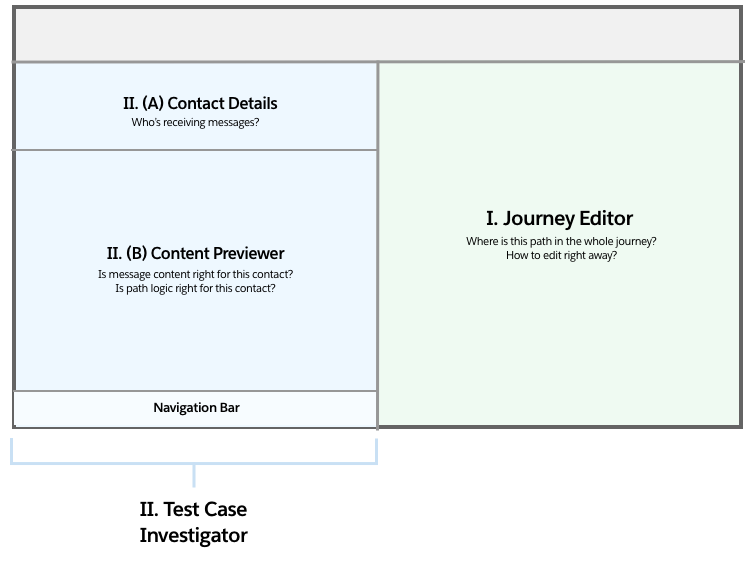 II. (A) Contact Details
Who's receiving messages?
II. (B) Content Previewer
Is message content right for this contact?
Is path logic right for this contact?
Navigation Bar
I. Journey Editor
Where is this path in the whole journey?
How to edit right away?
II. Test Case
Investigator